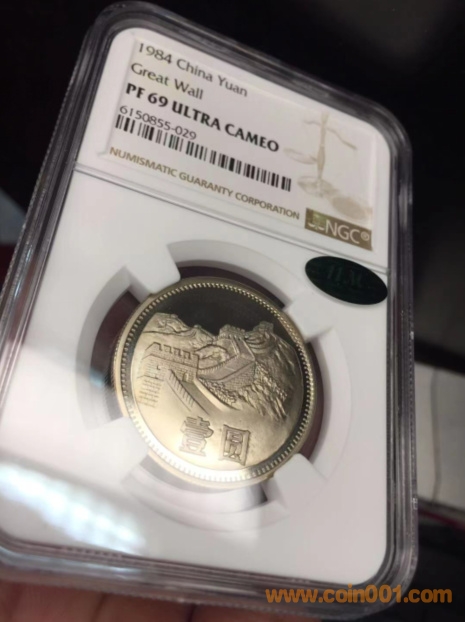 1984 China Yuan
Great Wall
PF 69 ULTRA CAMEO
6150855-029
NUMISMATIC GUARANTY CORPORATION
NGC®
壹圓
www.coin001.com